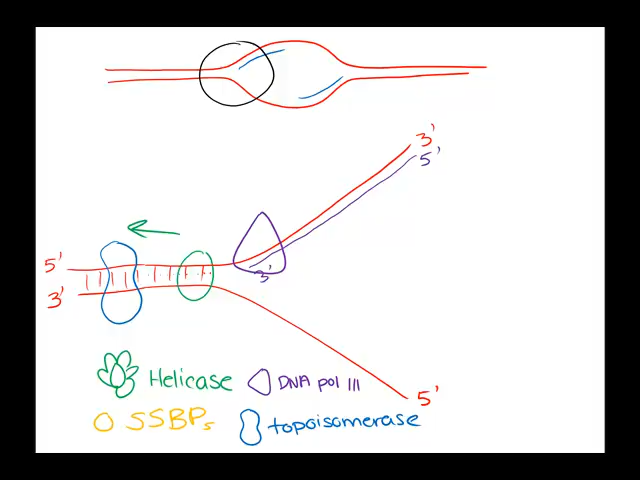 3'
5'
5'
3'
3'
5'
Helicase
DNA pol III
SSBPs
topoisomerase